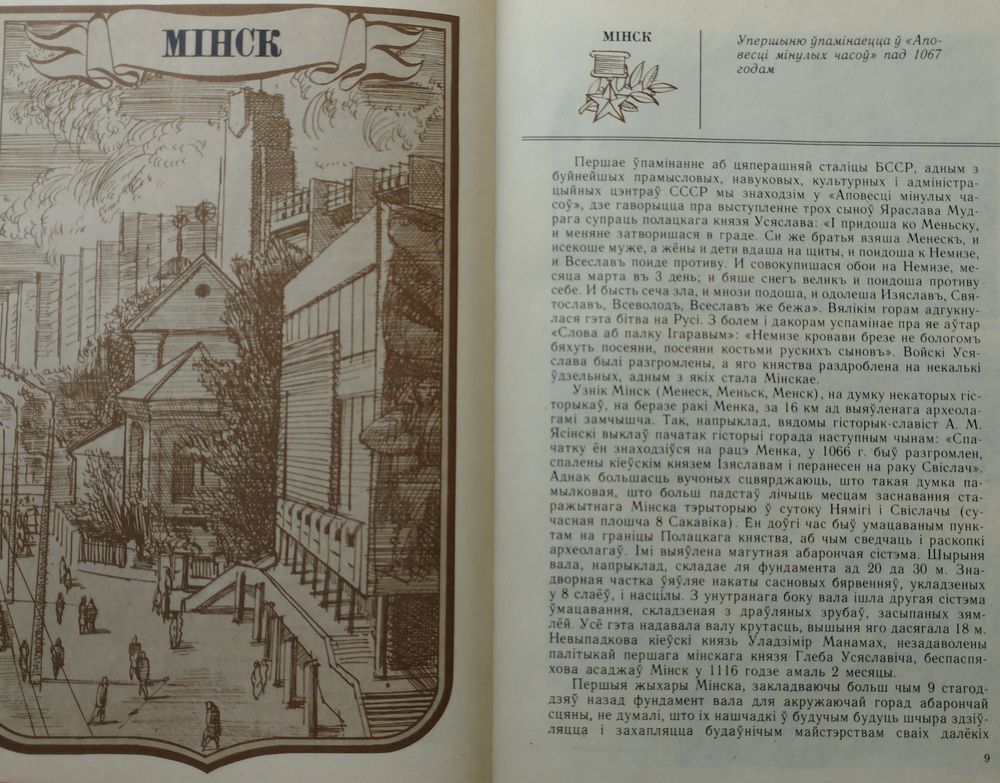 МІНСК
МІНСК
Упершыню ўпамінаецца ў «Апо-
весці мінулых часоў» пад 1067
годам
Першае ўпамінанне аб цяперашняй сталіцы БССР, адным з
буйнейшых прамысловых, навуковых, культурных і адміністра-
цыйных цэнтраў СССР мы знаходзім у «Аповесці мінулых ча-
соў», дзе гаворыцца пра выступленне трох сыноў Яраслава Муд-
рага супраць полацкага князя Усяслава: «І придоша ко Меньску,
и меняне затворишася в граде. Си же братья взяша Менескъ, и
исекоше муже, а жёны и дети вдаша на щиты, и поидоша к Немизе,
и Всеславъ поиде противу. И совокупишася обои на Немизе, ме-
сяца марта въ 3 день; и бяше снегъ великъ и поидоша противу
себе. И бысть сеча зла, и мнози подоша, и одолеша Изяславъ, Свя-
тославъ, Всеволодъ, Всеславъ же бежа». Вялікім горам адгукну-
лася гэта бітва на Русі. З болем і дакорам успамінае пра яе аўтар
«Слова аб палку Ігаравым»: «Немизе кровави брезе не бологомъ
бяхуть посеяни, посеяни костьми рускихъ сыновъ». Войскі Уся-
слава былі разгромлены, а яго княства раздроблена на некалькі
ўдзельных, адным з якіх стала Мінскае.
Узнік Мінск (Менеск, Меньск, Менск), на думку некаторых гіс-
торыкаў, на беразе ракі Менка, за 16 км ад выяўленага археола-
гамі замчышча. Так, напрыклад, вядомы гісторык-славіст А. М.
Ясінскі выклаў пачатак гісторыі горада наступным чынам: «Спа-
чатку ён знаходзіўся на рацэ Менка, у 1066 г. быў разгромлен,
спалены кіеўскім князем Ізяславам і перанесен на раку Свіслач».
Аднак большасць вучоных сцвярджаюць, што такая думка па-
мылковая, што больш падстаў лічыць месцам заснавання ста-
ражытнага Мінска тэрыторыю ў сутоку Нямігі і Свіслачы (су-
часная плошча 8 Сакавіка). Ён доўгі час быў умацаваным пунк-
там на граніцы Полацкага княства, аб чым сведчаць і раскопкі
археолагаў. Імі выяўлена магутная абарончая сістэма. Шырыня
вала, напрыклад, складае ля фундамента ад 20 да 30 м. Зна-
дворная частка ўяўляе накаты сасновых бярвенняў, укладзеных
у 8 слаёў, і насцілы. З унутранага боку вала ішла другая сістэма
ўмацавання, складзеная з драўляных зрубаў, засыпаных зям-
лёй. Усё гэта надавала валу крутасць, вышыня яго дасягала 18 м.
Невыпадкова кіеўскі князь Уладзімір Манамах, незадаволены
палітыкай першага мінскага князя Глеба Усяславіча, беспаспя-
хова асаджаў Мінск у 1116 годзе амаль 2 месяцы.
Першыя жыхары Мінска, закладваючы больш чым 9 стагод-
дзяў назад фундамент вала для акружаючай горад абарончай
сцяны, не думалі, што іх нашчадкі ў будучым будуць шчыра здзіў-
ляцца і захапляцца будаўнічым майстэрствам сваіх далёкіх
9